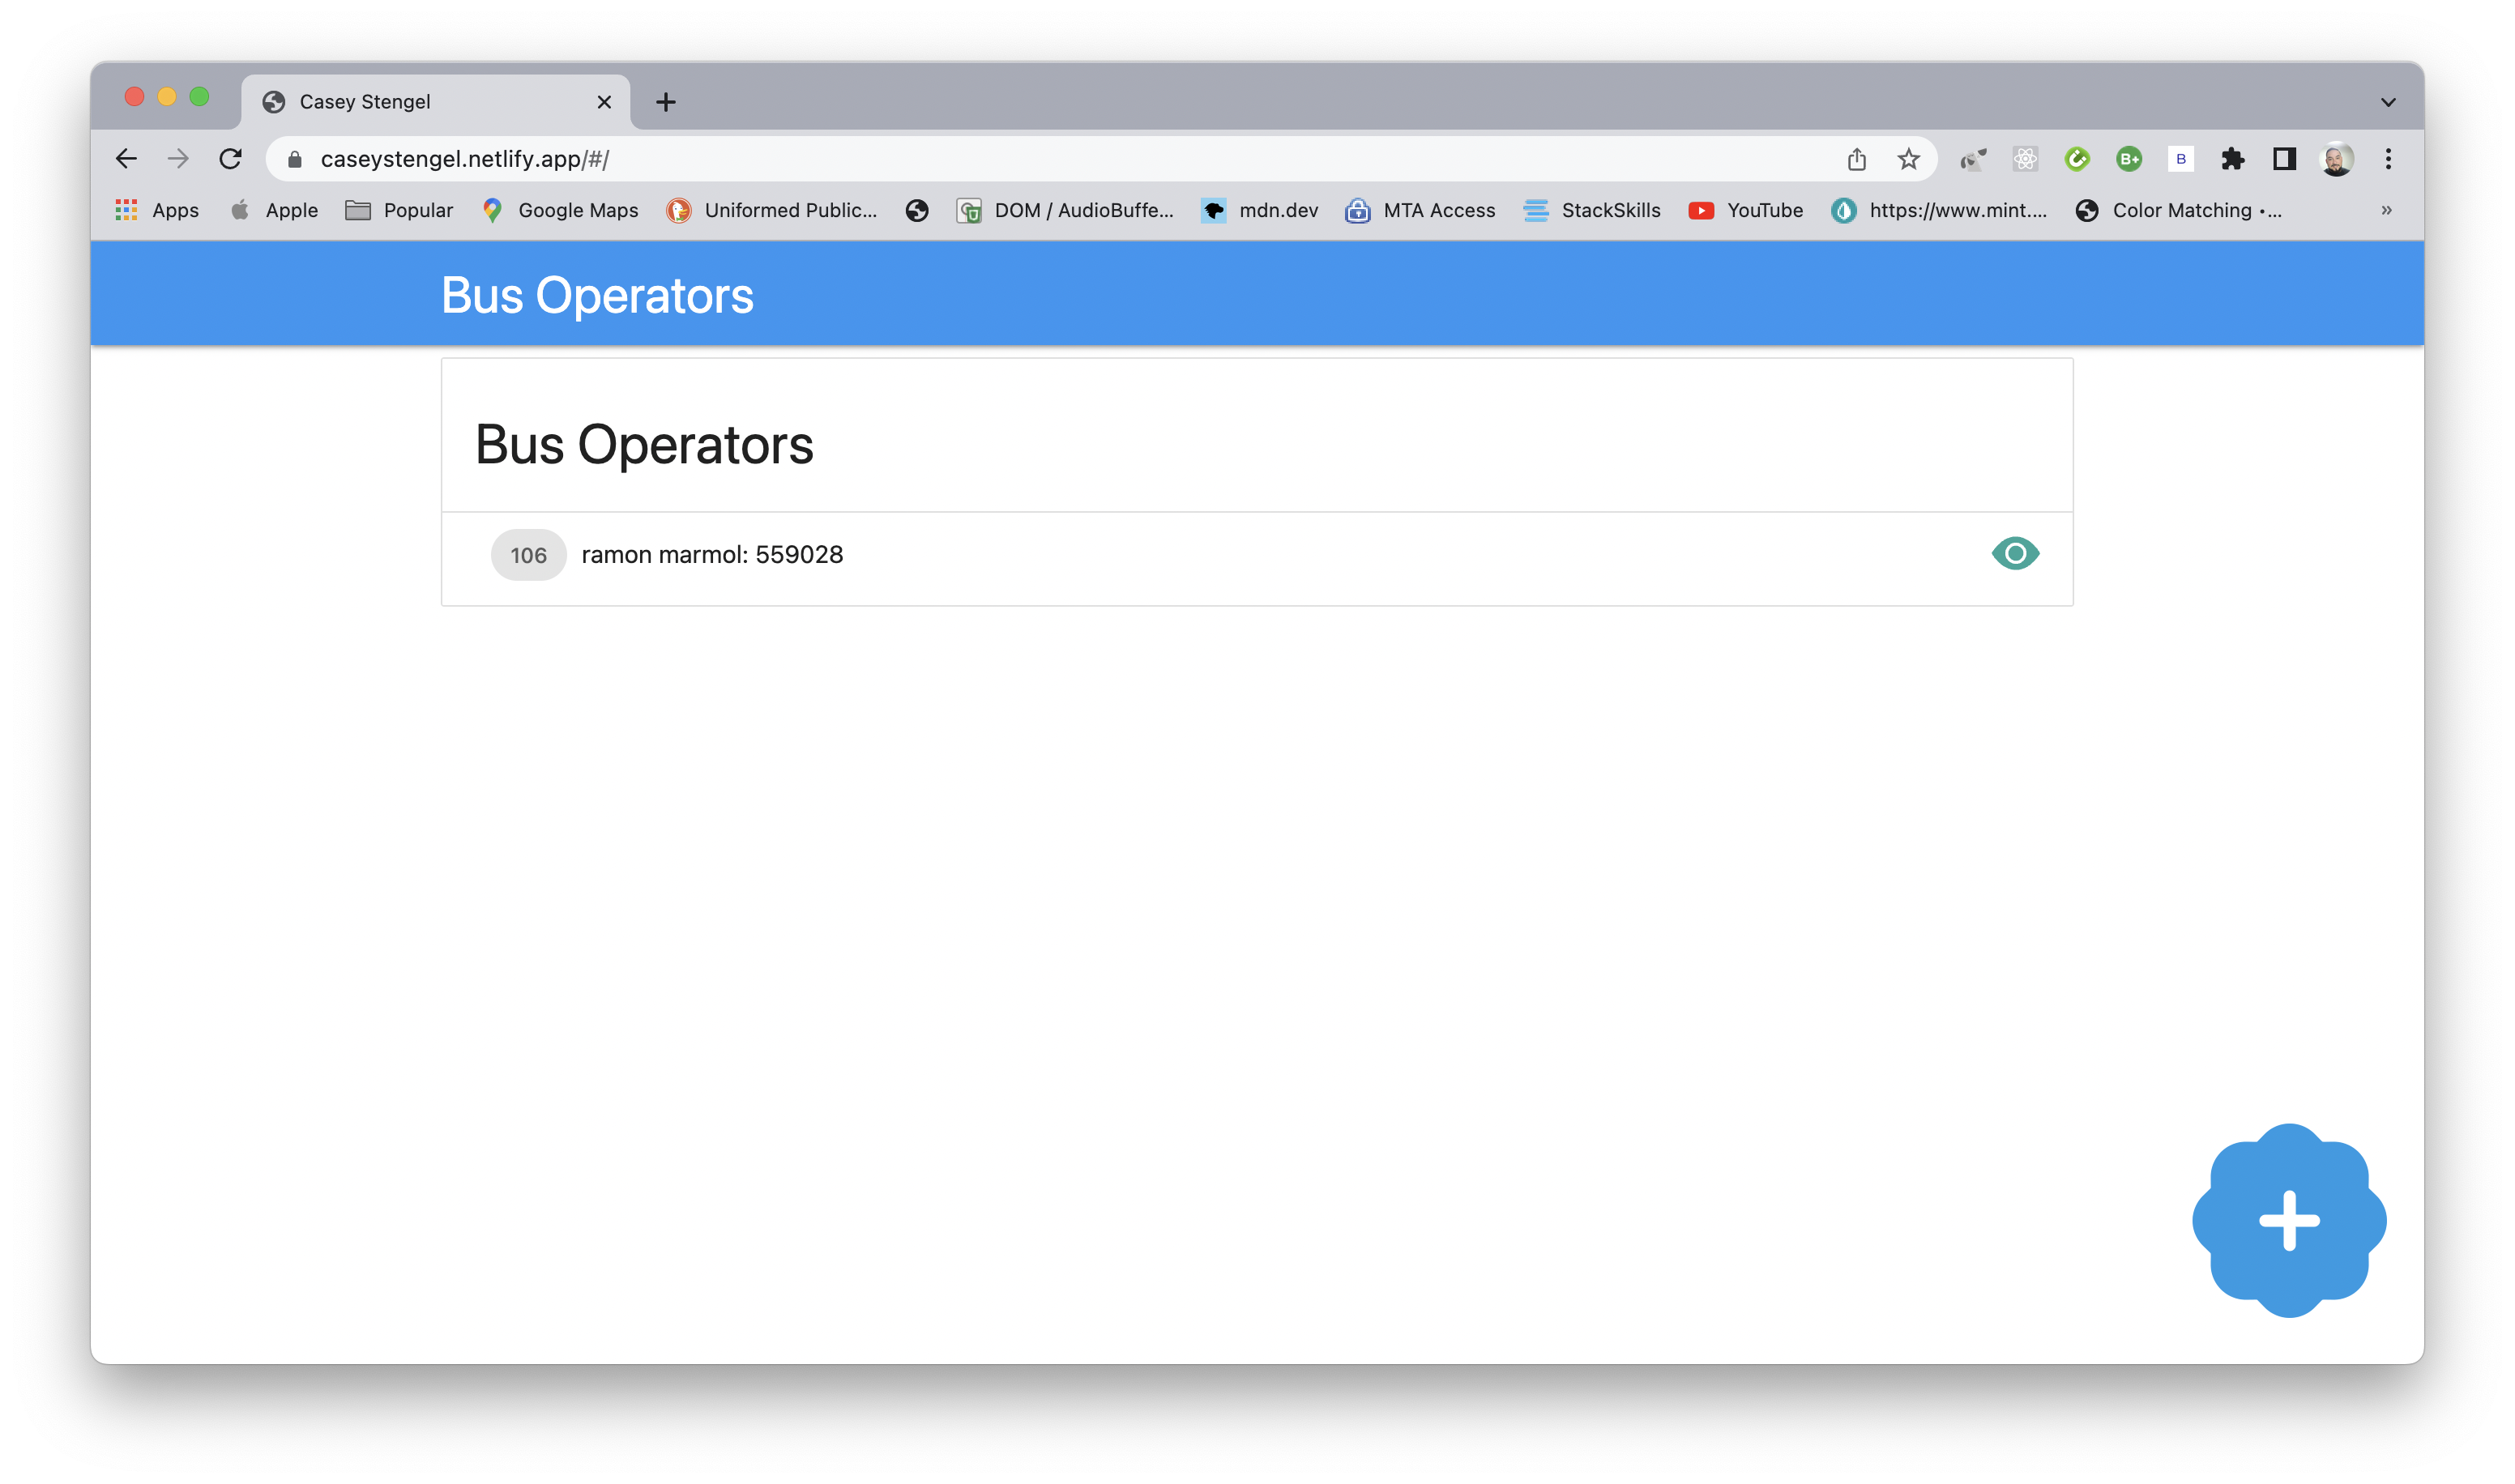 Casey Stengel
caseystengel.netlify.app/#/
B+
B
Apps Apple Popular Google Maps Uniformed Public... DOM / AudioBuffe... mdn.dev MTA Access StackSkills YouTube https://www.mint.... Color Matching •... »
Bus Operators
Bus Operators
106 ramon marmol: 559028